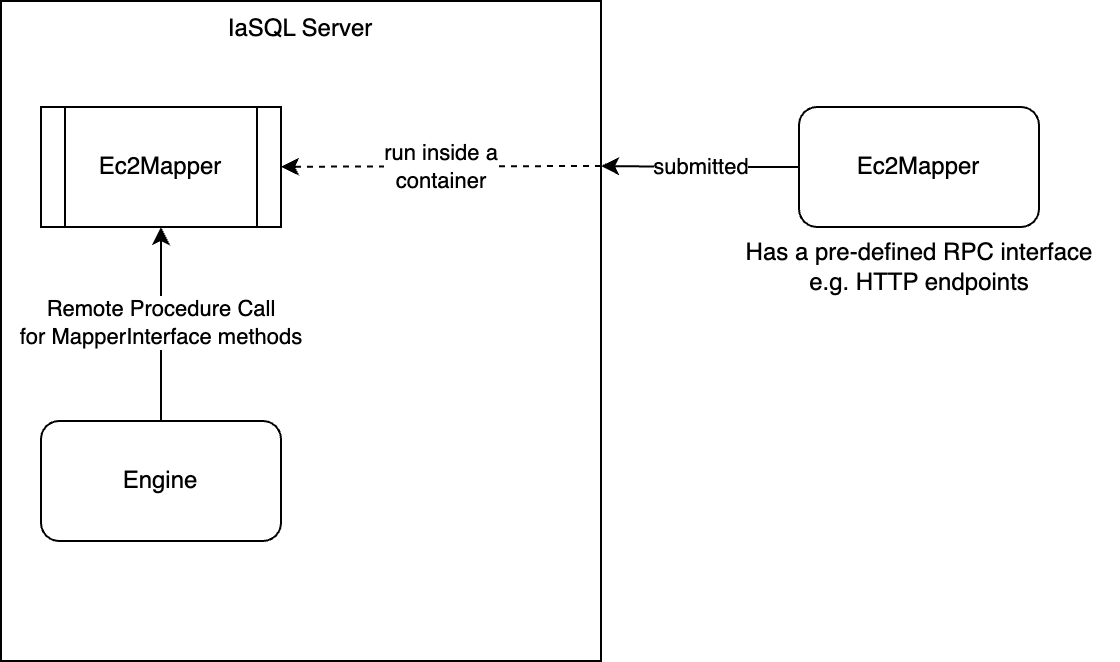 IaSQL Server
Ec2Mapper
run inside a
container
submitted
Ec2Mapper
Has a pre-defined RPC interface
e.g. HTTP endpoints
Remote Procedure Call
for MapperInterface methods
Engine